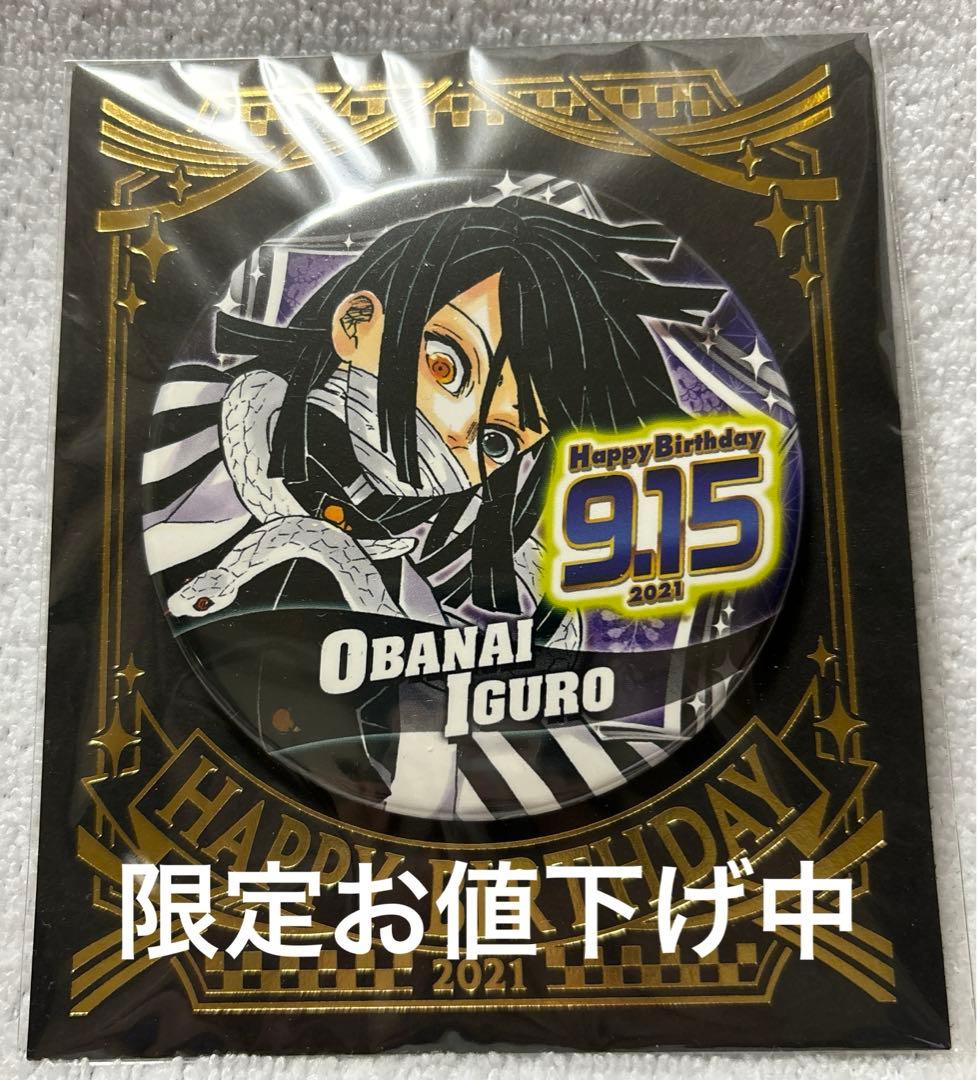 Happy Birthday
9.15
2021
OBANAI
IGURO
HAPPY BIRTHDAY
限定お値下げ中
2021